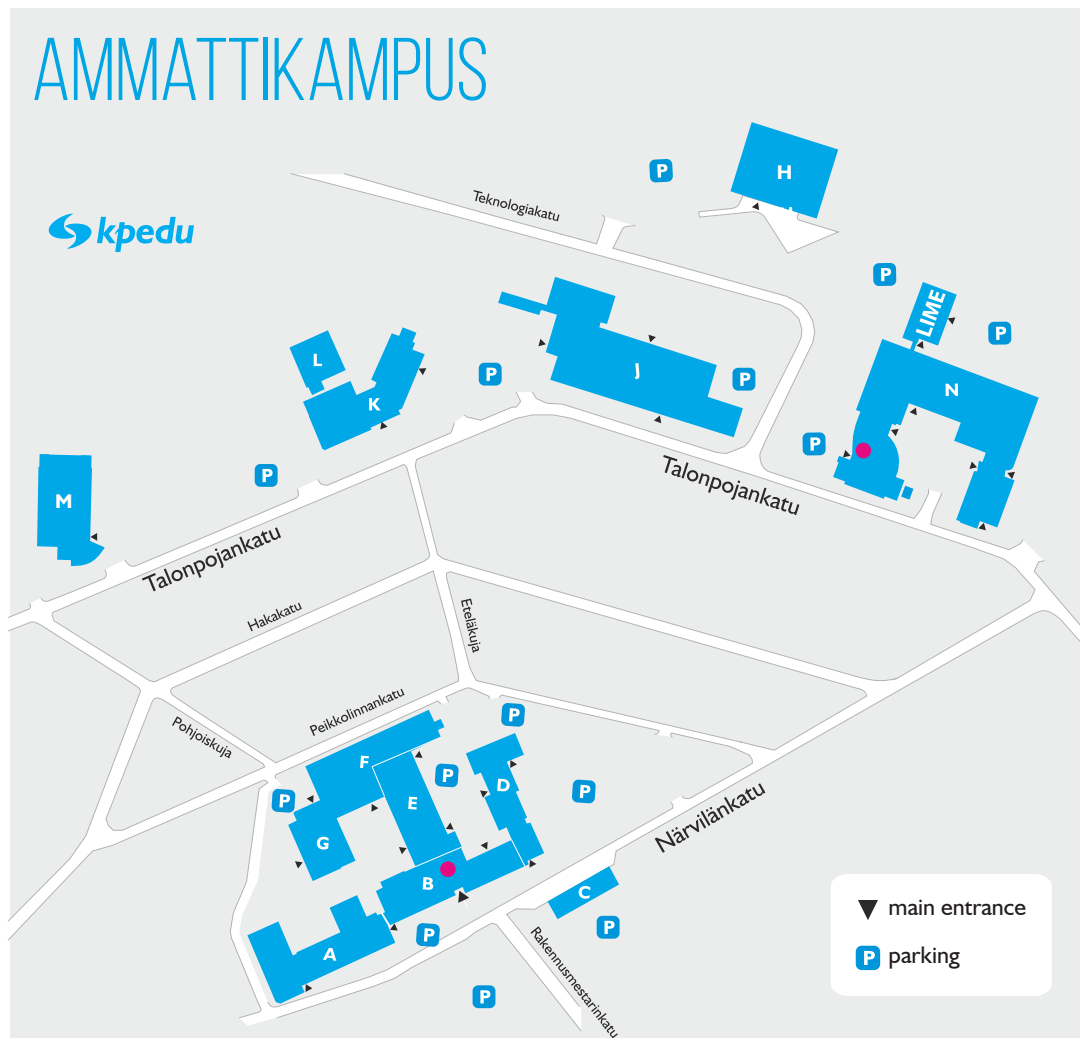 AMMATTIKAMPUS
kpedu
Teknologiakatu
P
H
P
LIME
P
L
K
P
J
P
N
P
M
P
Talonpojankatu
Talonpojankatu
Hakakatu
Eteläkuja
Peikkolinnankatu
Pohjoiskuja
P
F
P
D
P
P
E
G
B
C
P
P
A
P
Närvilänkatu
Rakennusmestarinkatu
main entrance
P parking